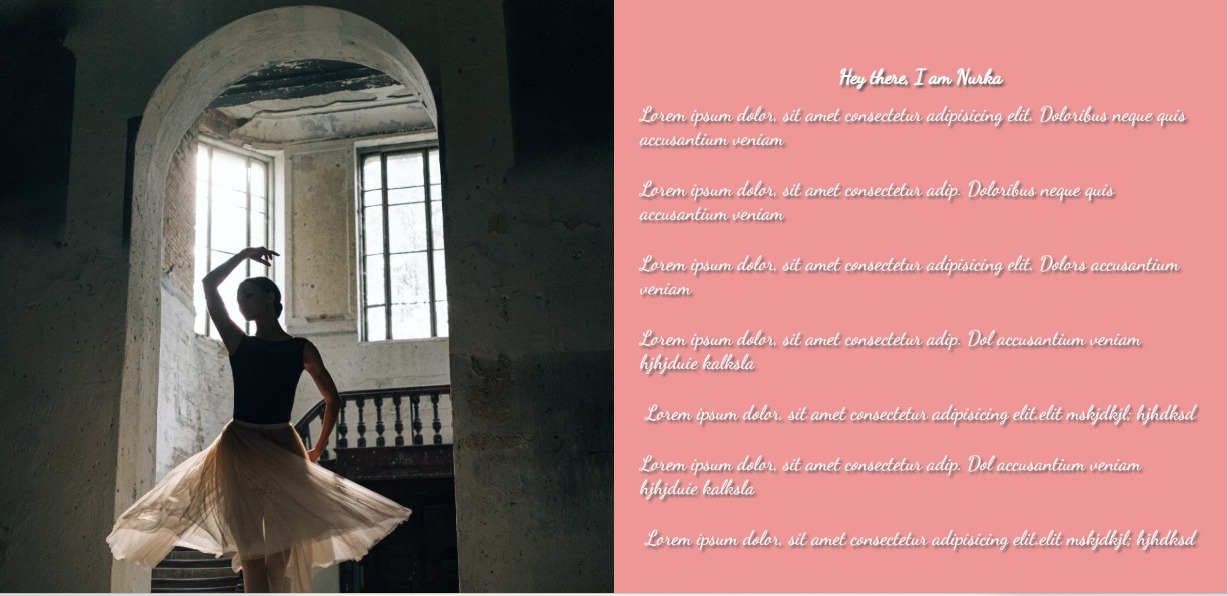 Hey there, I am Nurka
Lorem ipsum dolor, sit amet consectetur adipisicing elit. Doloribus neque quis
accusantium veniam
Lorem ipsum dolor, sit amet consectetur adip. Doloribus neque quis
accusantium veniam
Lorem ipsum dolor, sit amet consectetur adipisicing elit. Dolors accusantium
veniam
Lorem ipsum dolor, sit amet consectetur adip. Dol accusantium veniam
hjhjduie kalksla
Lorem ipsum dolor, sit amet consectetur adipisicing elit.elit mskjdkjl; hjhdksd
Lorem ipsum dolor, sit amet consectetur adip. Dol accusantium veniam
hjhjduie kalksla
Lorem ipsum dolor, sit amet consectetur adipisicing elit.elit mskjdkjl; hjhdksd